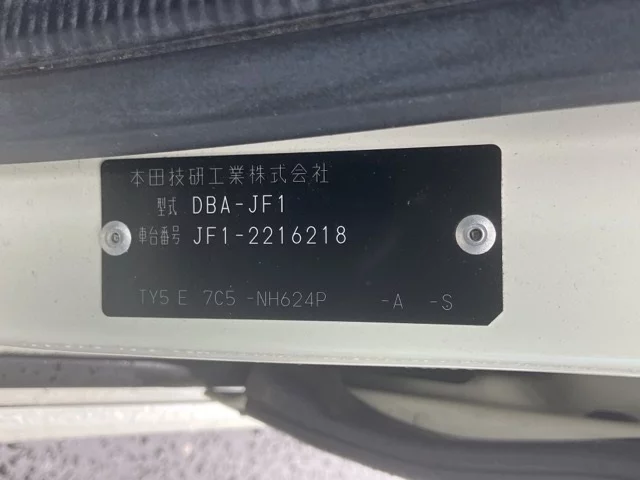 本田技研工業株式会社
型式 DBA-JF1
車台番号 JF1-2216218
TY5 E 7C5 -NH624P -A -S